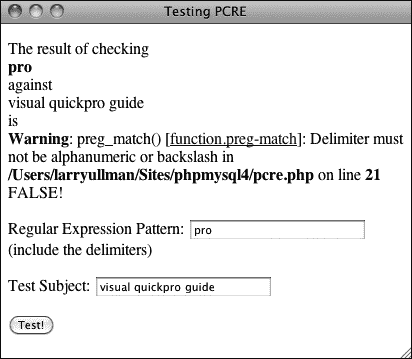 Testing PCRE
The result of checking
pro
against
visual quickpro guide
is
Warning: preg_match() [function.preg-match]: Delimiter must
not be alphanumeric or backslash in
/Users/larryullman/Sites/phpmysql4/pcre.php on line 21
FALSE!
Regular Expression Pattern: pro
(include the delimiters)
Test Subject: visual quickpro guide
Test!